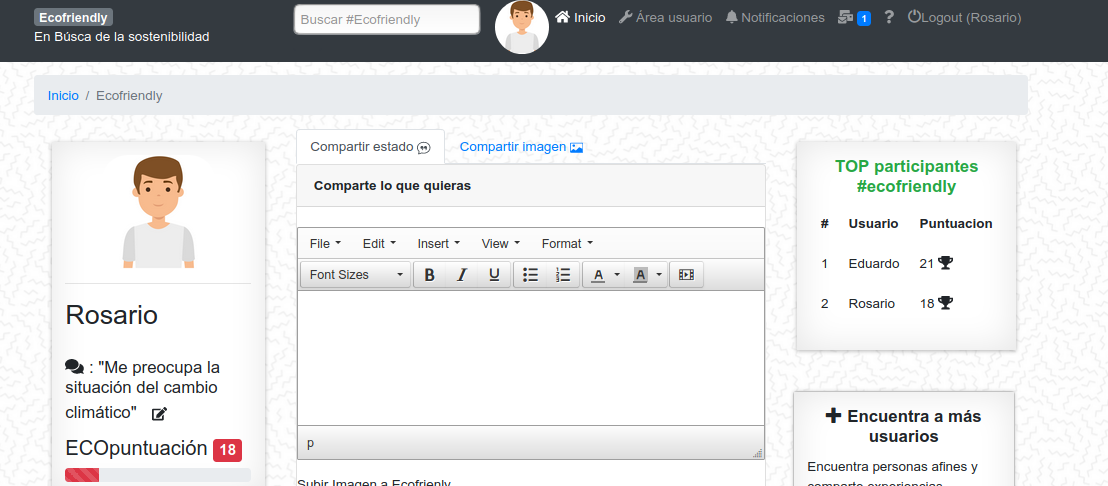 Ecofriendly
En Búsca de la sostenibilidad
Buscar #Ecofriendly
Inicio
Área usuario
Notificaciones
1
?
Logout (Rosario)
Inicio / Ecofriendly
Rosario
: "Me preocupa la
situación del cambio
climático"
ECOpuntuación 18
Compartir estado
Compartir imagen
Comparte lo que quieras
File Edit Insert View Format
Font Sizes B I U A A
p
Subir Imagen a Ecofrienly
TOP participantes
#ecofriendly
# Usuario Puntuacion
1 Eduardo 21
2 Rosario 18
Encuentra a más
usuarios
Encuentra personas afines y
comparte experiencias